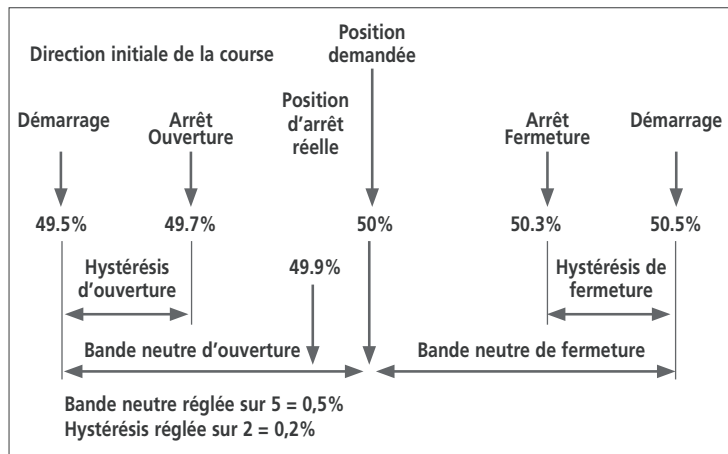 Direction initiale de la course
Position
demandée
Démarrage
Arrêt
Ouverture
Position
d’arrêt
réelle
Arrêt
Fermeture
Démarrage
49.5%
49.7%
50%
50.3%
50.5%
Hystérésis
d'ouverture
49.9%
Hystérésis de
fermeture
Bande neutre d’ouverture
Bande neutre de fermeture
Bande neutre réglée sur 5 = 0,5%
Hystérésis réglée sur 2 = 0,2%